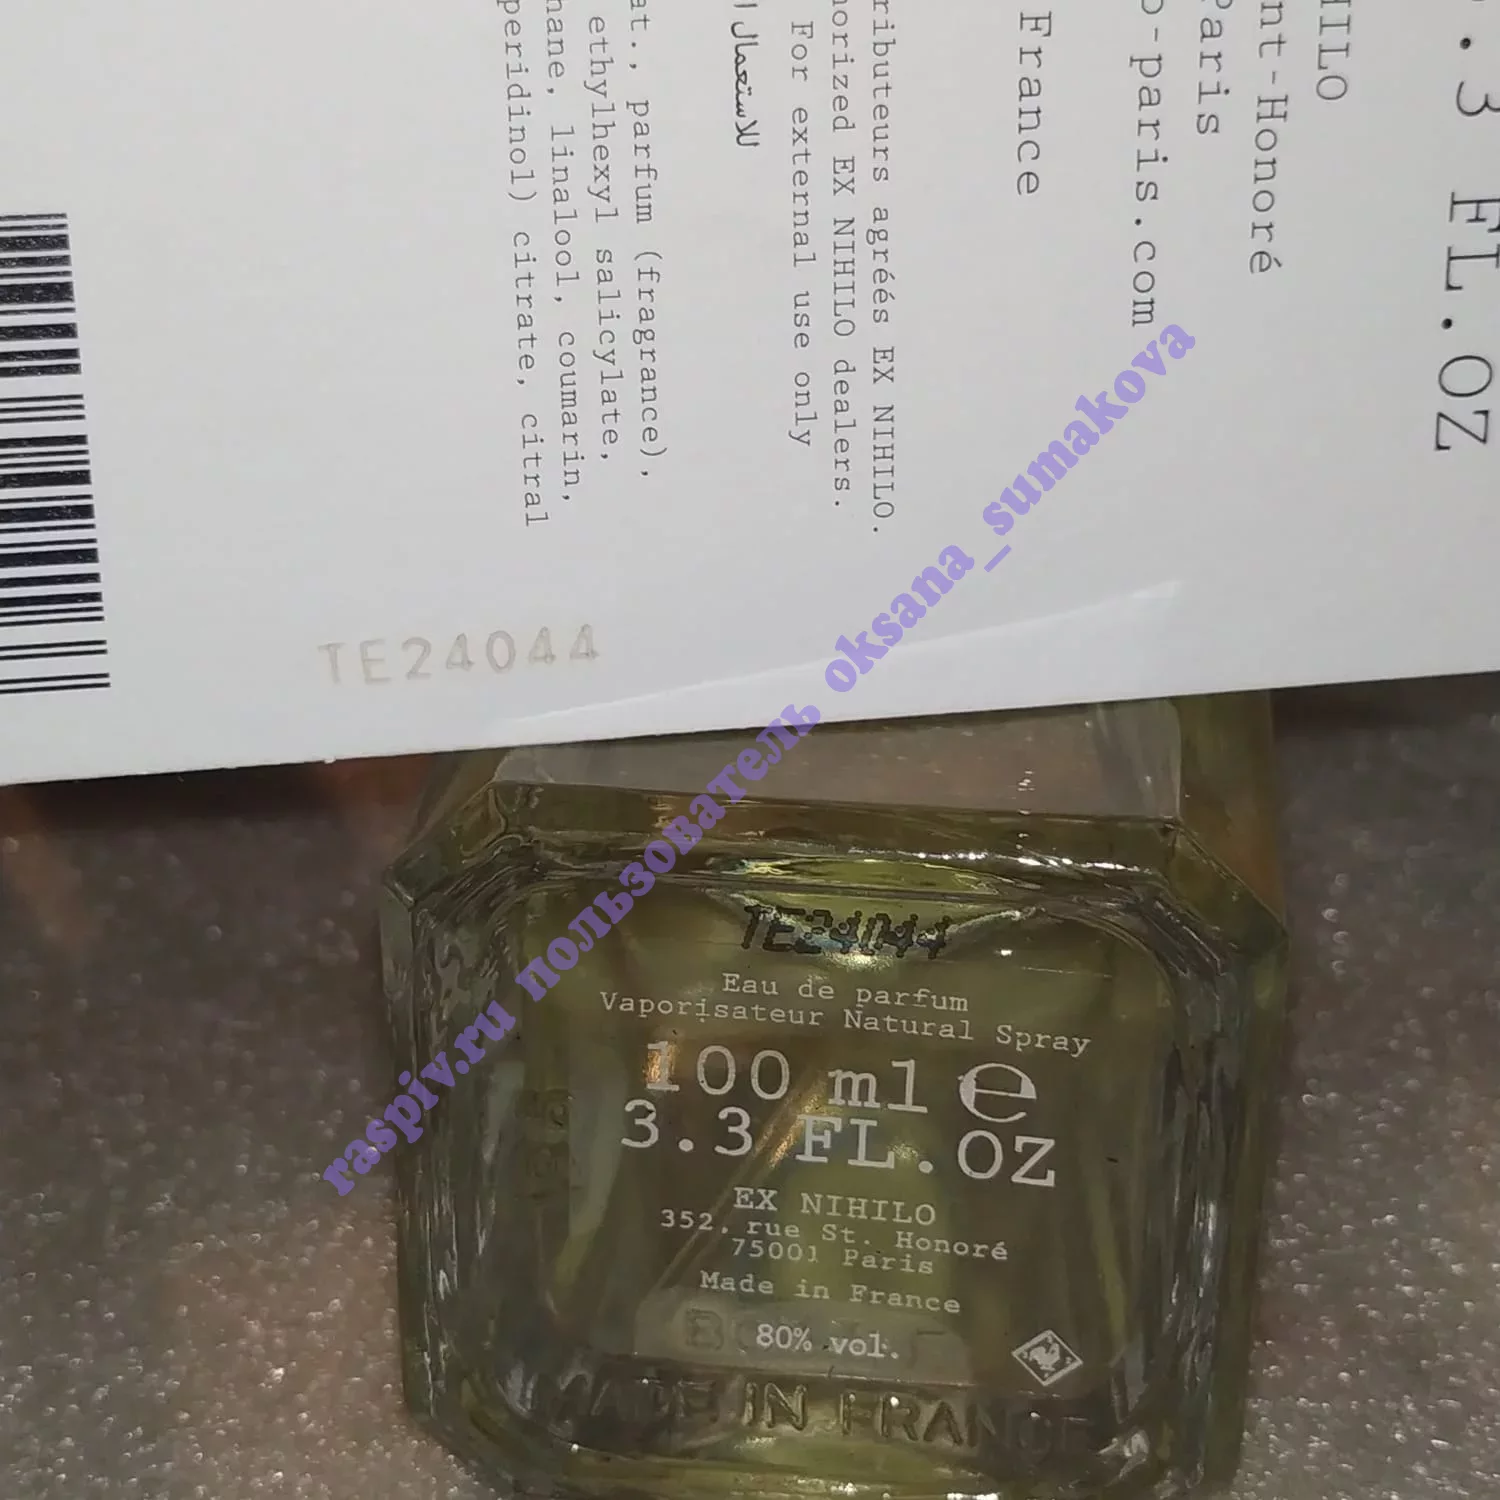 .3 FL.OZ
HILO
nt-Honoré
Paris
o-paris.com
France
ributeurs agréés EX NIHILO.
horized EX NIHILO dealers.
For external use only
للاستعمال
at., parfum (fragrance),
ethylhexyl salicylate,
hane, linalool, coumarin,
peridinol) citrate, citral
TE24044
TE24044
Eau de parfum
Vaporisateur Natural Spray
100 ml e
3.3 FL.OZ
EX NIHILO
352, rue St. Honoré
75001 Paris
Made in France
80% vol.
MADE IN FRANCE
raspiv.ru пользователь oksana_sumakova